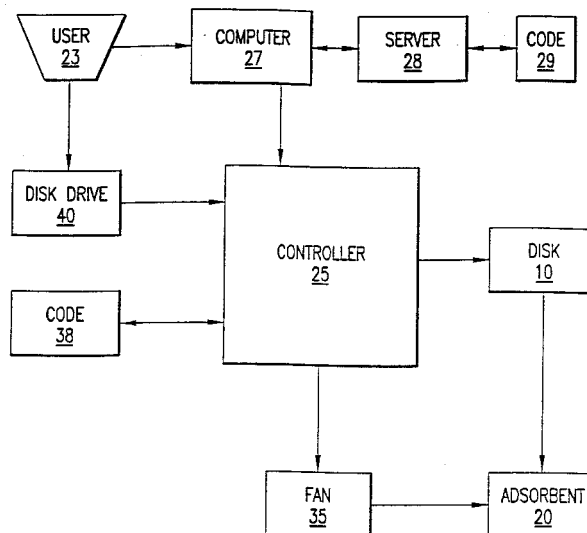 USER
23
COMPUTER
27
SERVER
28
CODE
29
DISK DRIVE
40
CONTROLLER
25
DISK
10
CODE
38
FAN
35
ADSORBENT
20